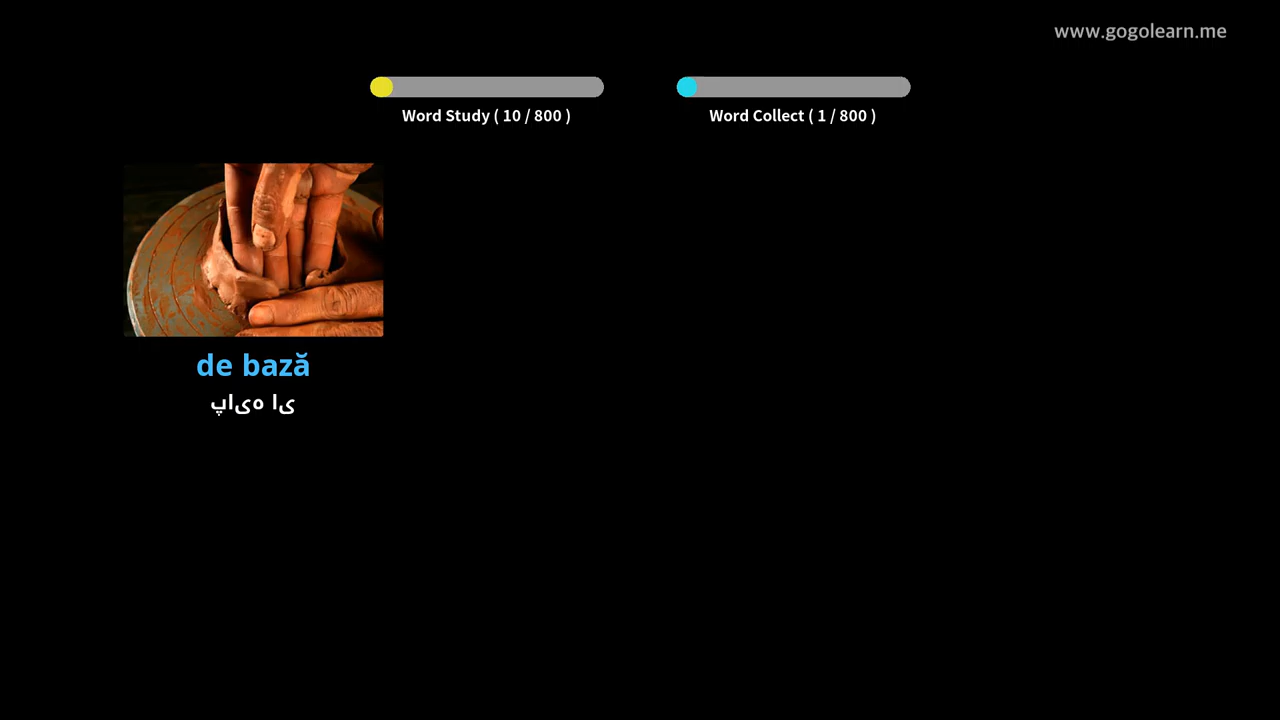 www.gogolearn.me
Word Study ( 10 / 800 )
Word Collect ( 1 / 800 )
de bază
پایه ای